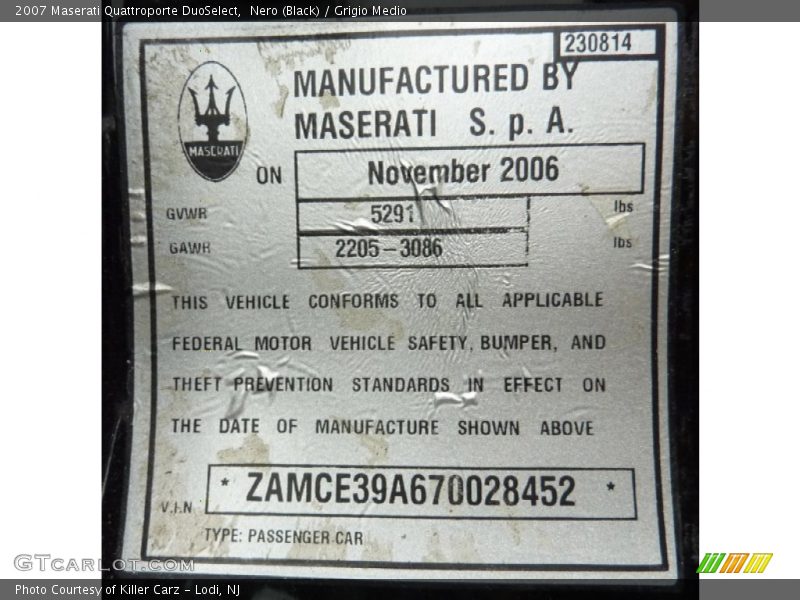 2007 Maserati Quattroporte DuoSelect, Nero (Black) / Grigio Medio
230814
MANUFACTURED BY
MASERATI S. p. A.
MASERATI
ON November 2006
GVWR 5291 lbs
GAWR 2205-3086 lbs
THIS VEHICLE CONFORMS TO ALL APPLICABLE
FEDERAL MOTOR VEHICLE SAFETY, BUMPER, AND
THEFT PREVENTION STANDARDS IN EFFECT ON
THE DATE OF MANUFACTURE SHOWN ABOVE
V.I.N * ZAMCE39A670028452 *
TYPE: PASSENGER CAR
GTCARLOT.COM
Photo Courtesy of Killer Carz - Lodi, NJ